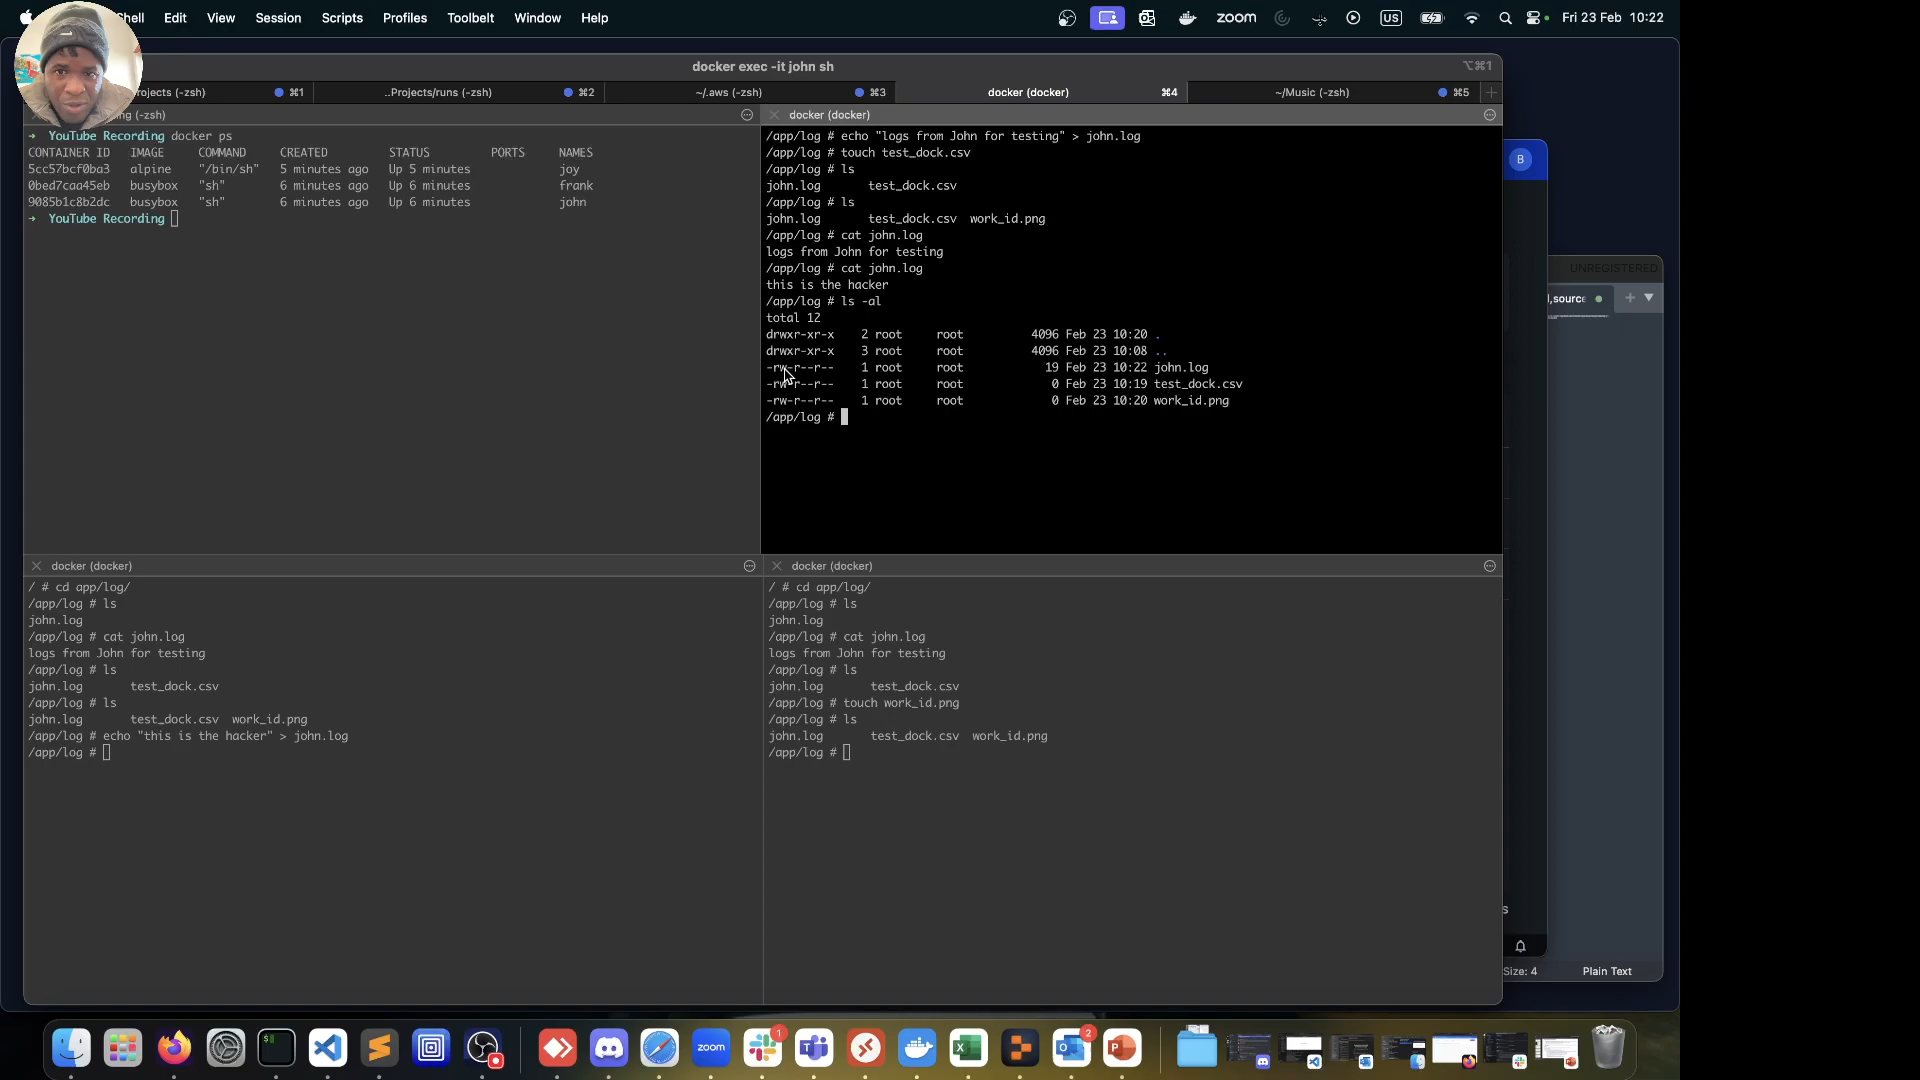 Shell Edit View Session Scripts Profiles Toolbelt Window Help
zoom US Fri 23 Feb 10:22
docker exec -it john sh
⌥⌘1
rojects (-zsh) ⌘1
..Projects/runs (-zsh) ⌘2
~/.aws (-zsh) ⌘3
docker (docker) ⌘4
~/Music (-zsh) ⌘5
(-zsh)
→ YouTube Recording docker ps
CONTAINER ID IMAGE COMMAND CREATED STATUS PORTS NAMES
5cc57bcf0ba3 alpine "/bin/sh" 5 minutes ago Up 5 minutes joy
0bed7caa45eb busybox "sh" 6 minutes ago Up 6 minutes frank
9085b1c8b2dc busybox "sh" 6 minutes ago Up 6 minutes john
→ YouTube Recording
docker (docker)
/app/log # echo "logs from John for testing" > john.log
/app/log # touch test_dock.csv
/app/log # ls
john.log test_dock.csv
/app/log # ls
john.log test_dock.csv work_id.png
/app/log # cat john.log
logs from John for testing
/app/log # cat john.log
this is the hacker
/app/log # ls -al
total 12
drwxr-xr-x 2 root root 4096 Feb 23 10:20 .
drwxr-xr-x 3 root root 4096 Feb 23 10:08 ..
-rw-r--r-- 1 root root 19 Feb 23 10:22 john.log
-rw-r--r-- 1 root root 0 Feb 23 10:19 test_dock.csv
-rw-r--r-- 1 root root 0 Feb 23 10:20 work_id.png
/app/log #
docker (docker)
/ # cd app/log/
/app/log # ls
john.log
/app/log # cat john.log
logs from John for testing
/app/log # ls
john.log test_dock.csv
/app/log # ls
john.log test_dock.csv work_id.png
/app/log # echo "this is the hacker" > john.log
/app/log #
docker (docker)
/ # cd app/log/
/app/log # ls
john.log
/app/log # cat john.log
logs from John for testing
/app/log # ls
john.log test_dock.csv
/app/log # touch work_id.png
/app/log # ls
john.log test_dock.csv work_id.png
/app/log #
B
UNREGISTERED
l,source
s
Size: 4 Plain Text
zoom
1
2